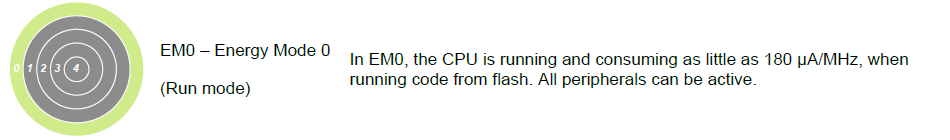 0 1 2 3 4
EM0 – Energy Mode 0
(Run mode)
In EM0, the CPU is running and consuming as little as 180 µA/MHz, when
running code from flash. All peripherals can be active.